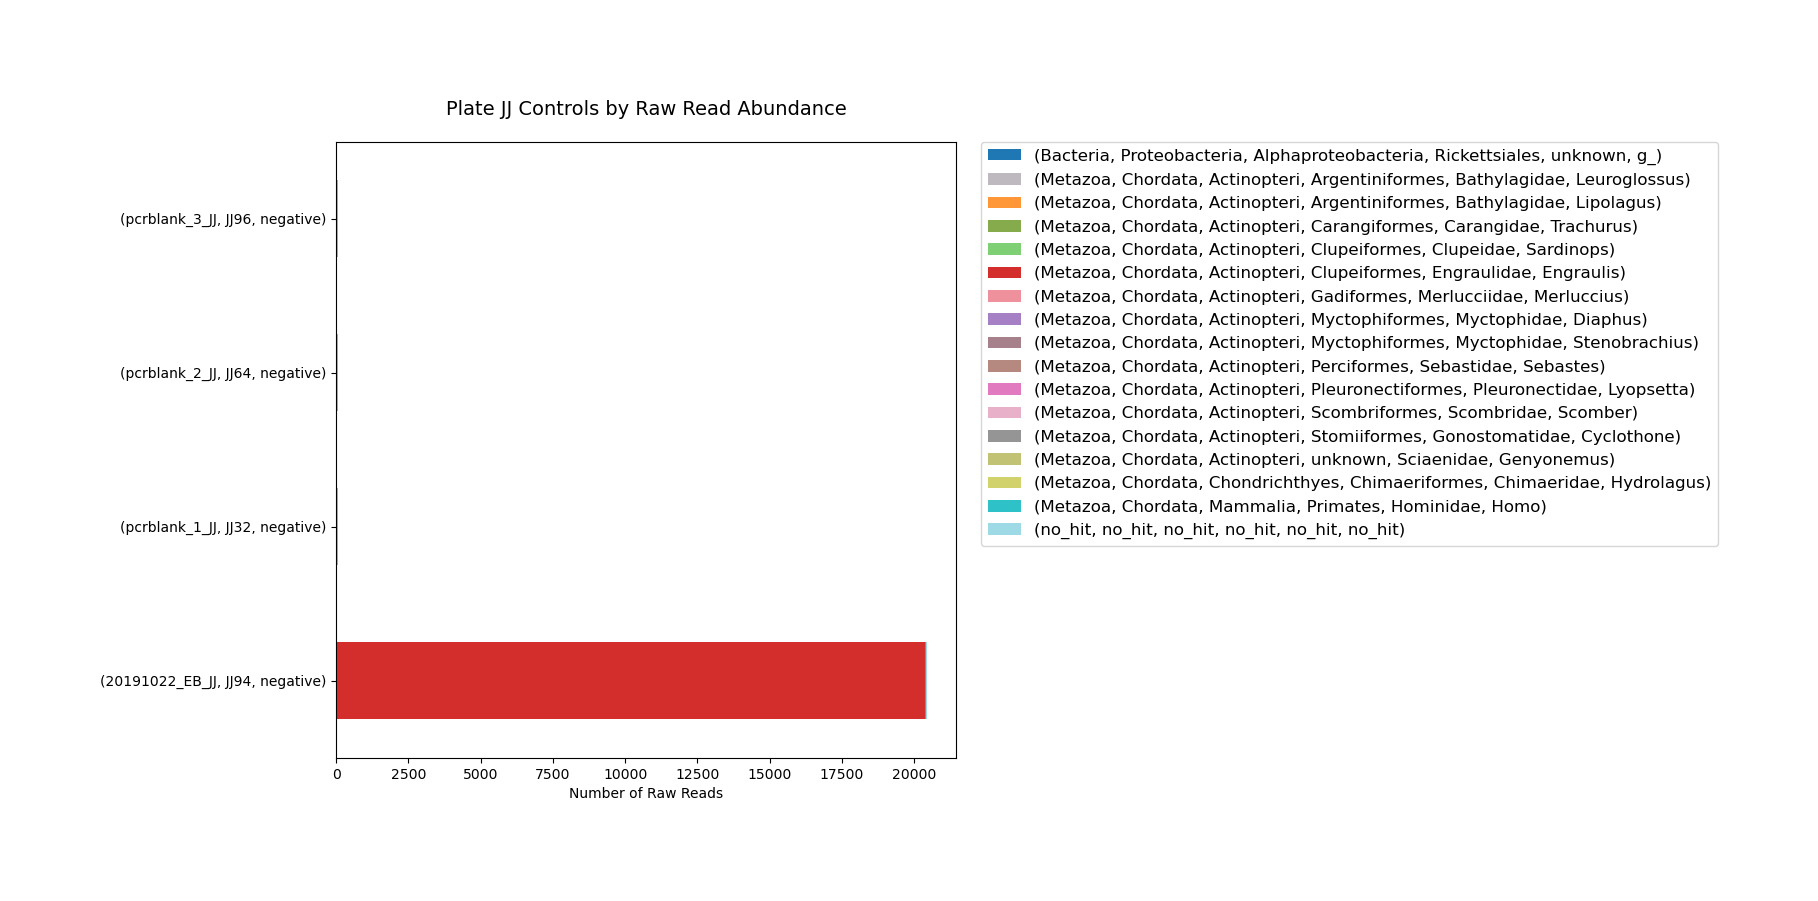 Plate JJ Controls by Raw Read Abundance
(pcrblank_3_JJ, JJ96, negative)
(pcrblank_2_JJ, JJ64, negative)
(pcrblank_1_JJ, JJ32, negative)
(20191022_EB_JJ, JJ94, negative)
0 2500 5000 7500 10000 12500 15000 17500 20000
Number of Raw Reads
(Bacteria, Proteobacteria, Alphaproteobacteria, Rickettsiales, unknown, g_)
(Metazoa, Chordata, Actinopteri, Argentiniformes, Bathylagidae, Leuroglossus)
(Metazoa, Chordata, Actinopteri, Argentiniformes, Bathylagidae, Lipolagus)
(Metazoa, Chordata, Actinopteri, Carangiformes, Carangidae, Trachurus)
(Metazoa, Chordata, Actinopteri, Clupeiformes, Clupeidae, Sardinops)
(Metazoa, Chordata, Actinopteri, Clupeiformes, Engraulidae, Engraulis)
(Metazoa, Chordata, Actinopteri, Gadiformes, Merlucciidae, Merluccius)
(Metazoa, Chordata, Actinopteri, Myctophiformes, Myctophidae, Diaphus)
(Metazoa, Chordata, Actinopteri, Myctophiformes, Myctophidae, Stenobrachius)
(Metazoa, Chordata, Actinopteri, Perciformes, Sebastidae, Sebastes)
(Metazoa, Chordata, Actinopteri, Pleuronectiformes, Pleuronectidae, Lyopsetta)
(Metazoa, Chordata, Actinopteri, Scombriformes, Scombridae, Scomber)
(Metazoa, Chordata, Actinopteri, Stomiiformes, Gonostomatidae, Cyclothone)
(Metazoa, Chordata, Actinopteri, unknown, Sciaenidae, Genyonemus)
(Metazoa, Chordata, Chondrichthyes, Chimaeriformes, Chimaeridae, Hydrolagus)
(Metazoa, Chordata, Mammalia, Primates, Hominidae, Homo)
(no_hit, no_hit, no_hit, no_hit, no_hit, no_hit)